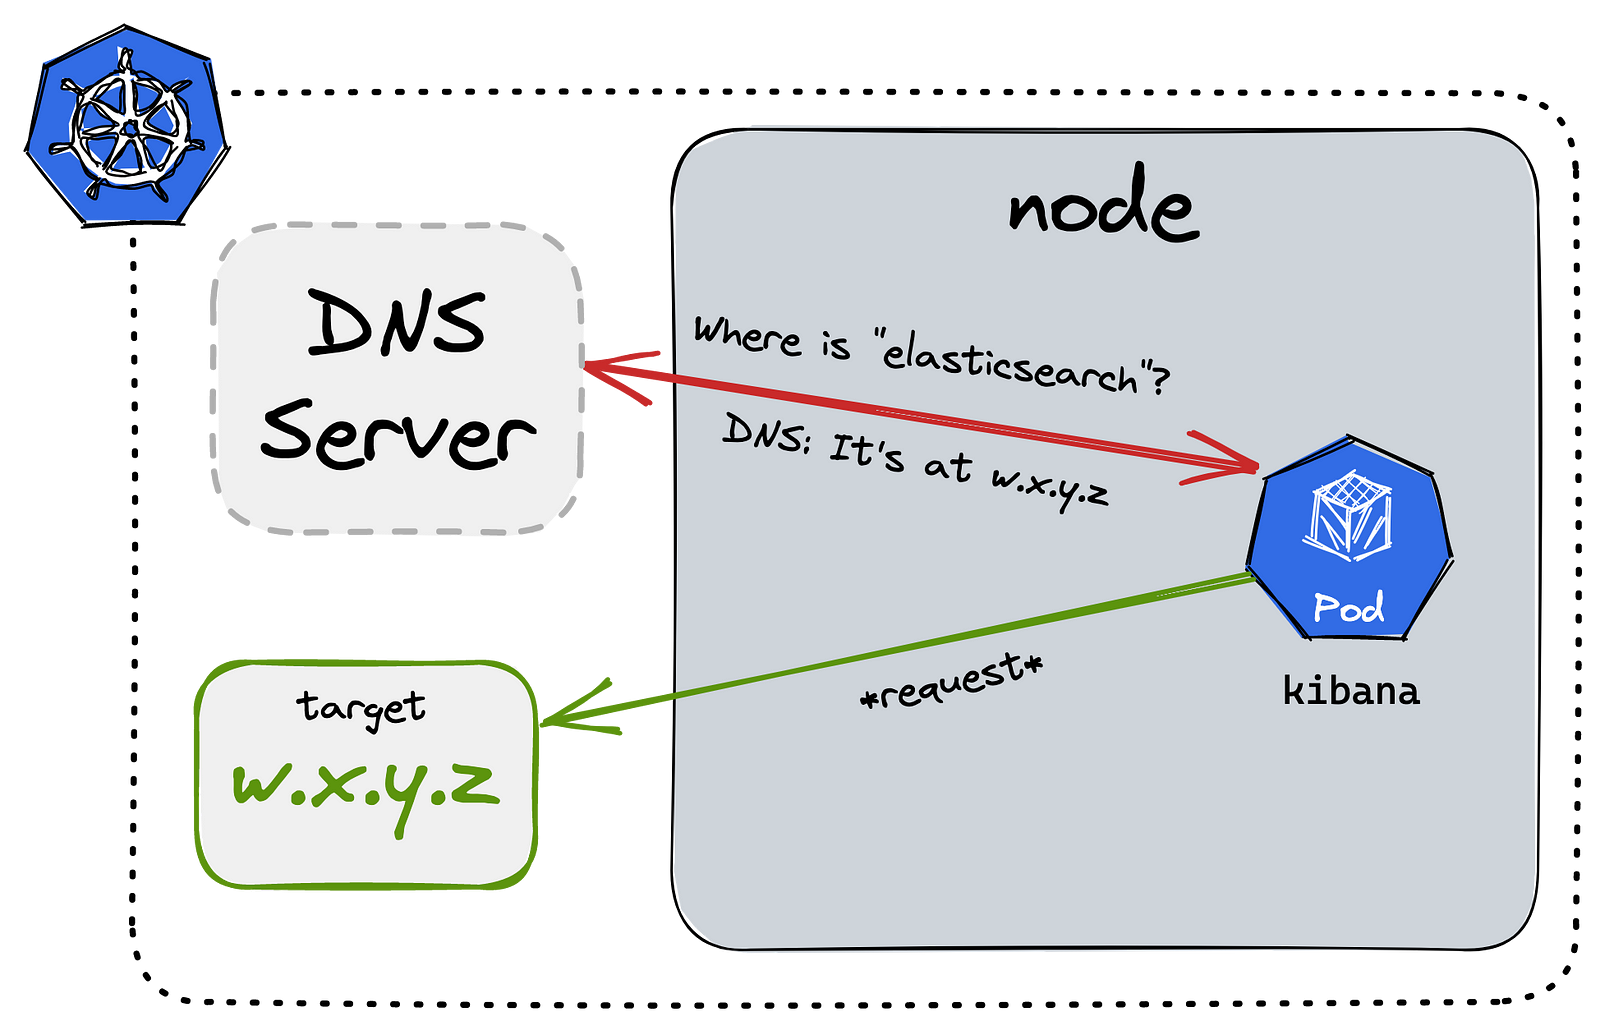 node
DNS
Server
Where is "elasticsearch"?
DNS: It's at w.x.y.z
Pod
kibana
*request*
target
w.x.y.z